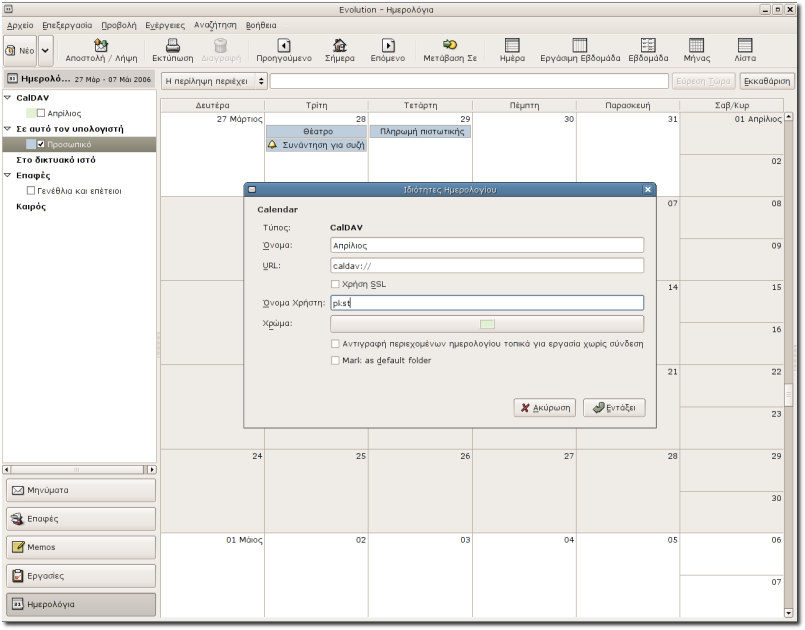 Evolution - Ημερολόγια
Αρχείο Επεξεργασία Προβολή Ενέργειες Αναζήτηση Βοήθεια
Νέο Αποστολή / Λήψη Εκτύπωση Διαγραφή Προηγούμενο Σήμερα Επόμενο Μετάβαση Σε Ημέρα Εργάσιμη Εβδομάδα Εβδομάδα Μήνας Λίστα
Ημερολό... 27 Μάρ - 07 Μάι 2006 Η περίληψη περιέχει Εύρεση Τώρα Εκκαθάριση
CalDAV
Απρίλιος
Σε αυτό τον υπολογιστή
Προσωπικό
Στο δικτυακό ιστό
Επαφές
Γενέθλια και επέτειοι
Καιρός
Μηνύματα
Επαφές
Memos
Εργασίες
Ημερολόγια
Δευτέρα Τρίτη Τετάρτη Πέμπτη Παρασκευή Σαβ/Κυρ
27 Μάρτιος 28 29 30 31 01 Απρίλιος
Θέατρο Πληρωμή πιστωτικής
Συνάντηση για συζή
02
07 08
09
14 15
16
21 22
23
24 25 26 27 28 29
30
01 Μάιος 02 03 04 05 06
07
Ιδιότητες Ημερολογίου
Calendar
Τύπος: CalDAV
Όνομα: Απρίλιος
URL: caldav://
Χρήση SSL
Όνομα Χρήστη: pkst
Χρώμα:
Αντιγραφή περιεχομένων ημερολογίου τοπικά για εργασία χωρίς σύνδεση
Mark as default folder
Ακύρωση Εντάξει